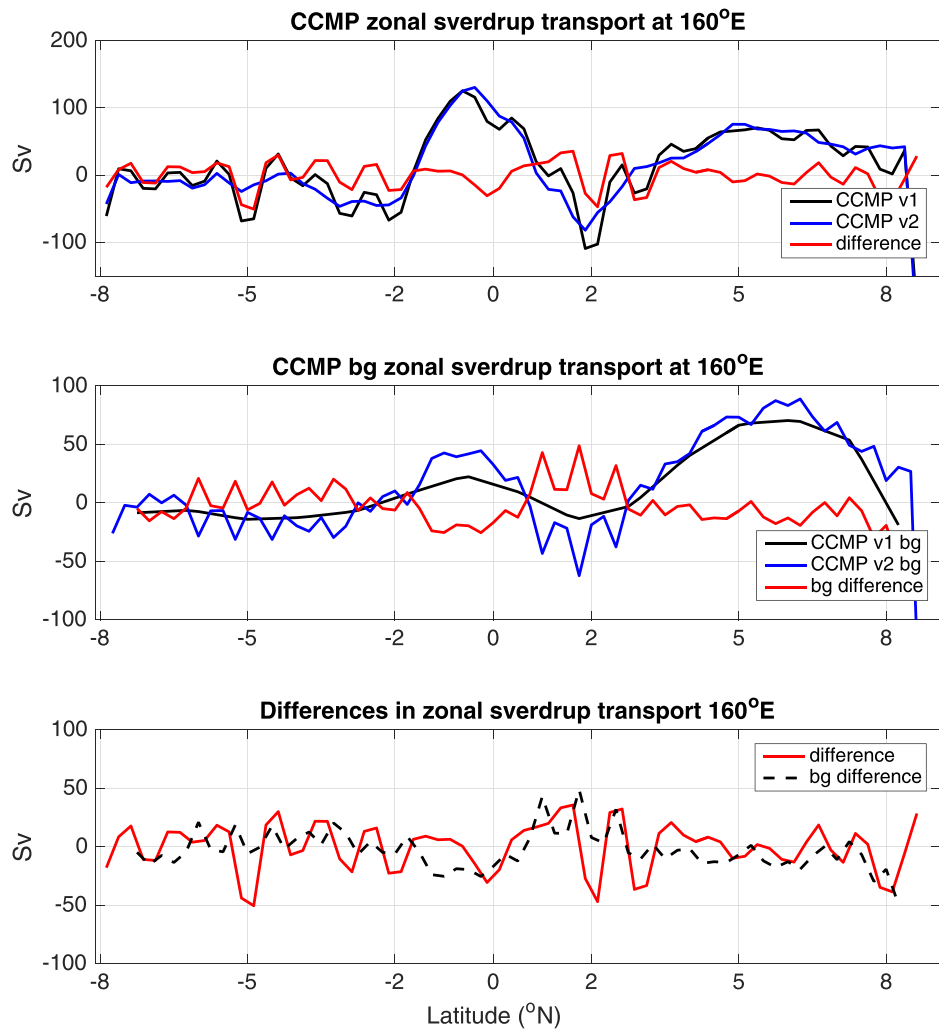 CCMP zonal sverdrup transport at 160°E
Sv
200
100
0
-100
-8
-5
-2
0
2
5
8
CCMP v1
CCMP v2
difference
CCMP bg zonal sverdrup transport at 160°E
Sv
100
50
0
-50
-100
-8
-5
-2
0
2
5
8
CCMP v1 bg
CCMP v2 bg
bg difference
Differences in zonal sverdrup transport 160°E
Sv
100
50
0
-50
-100
-8
-5
-2
0
2
5
8
difference
bg difference
Latitude (°N)